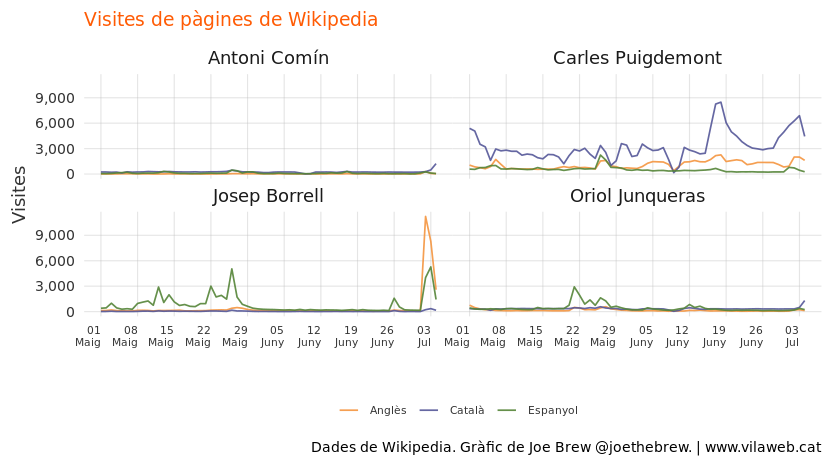 Visites de pàgines de Wikipedia
Antoni Comín
Carles Puigdemont
9,000
6,000
3,000
0
Visites
Josep Borrell
Oriol Junqueras
9,000
6,000
3,000
0
01 08 15 22 29 05 12 19 26 03 01 08 15 22 29 05 12 19 26 03
Maig Maig Maig Maig Maig Juny Juny Juny Juny Jul Maig Maig Maig Maig Maig Juny Juny Juny Juny Jul
Anglès Català Espanyol
Dades de Wikipedia. Gràfic de Joe Brew @joethebrew. | www.vilaweb.cat